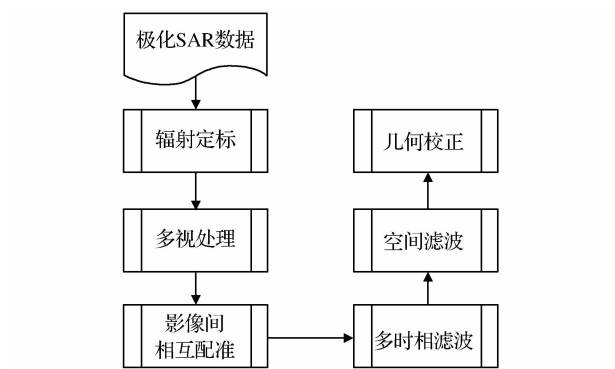 极化SAR数据
辐射定标
多视处理
影像间
相互配准
多时相滤波
空间滤波
几何校正